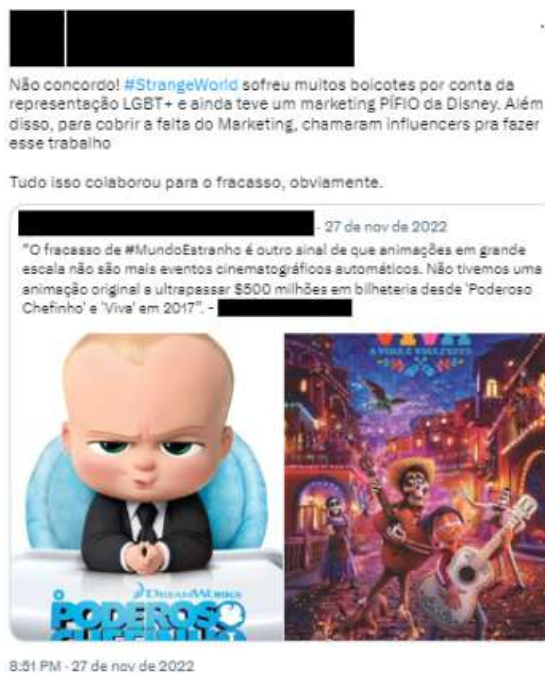 Não concordo! #StrangeWorld sofreu muitos boicotes por conta da
representação LGBT+ e ainda teve um marketing PÍFIO da Disney. Além
disso, para cobrir a falta do Marketing, chamaram influencers pra fazer
esse trabalho
Tudo isso colaborou para o fracasso, obviamente.
- 27 de nov de 2022
"O fracasso de #MundoEstranho é outro sinal de que animações em grande
escala não são mais eventos cinematográficos automáticos. Não tivemos uma
animação original a ultrapassar $500 milhões em bilheteria desde 'Poderoso
Chefinho' e 'Viva' em 2017". -
VIVA
A VIDA É UMA FESTA
DREAMWORKS
O PODEROSO
CHEFINHO
8:51 PM · 27 de nov de 2022